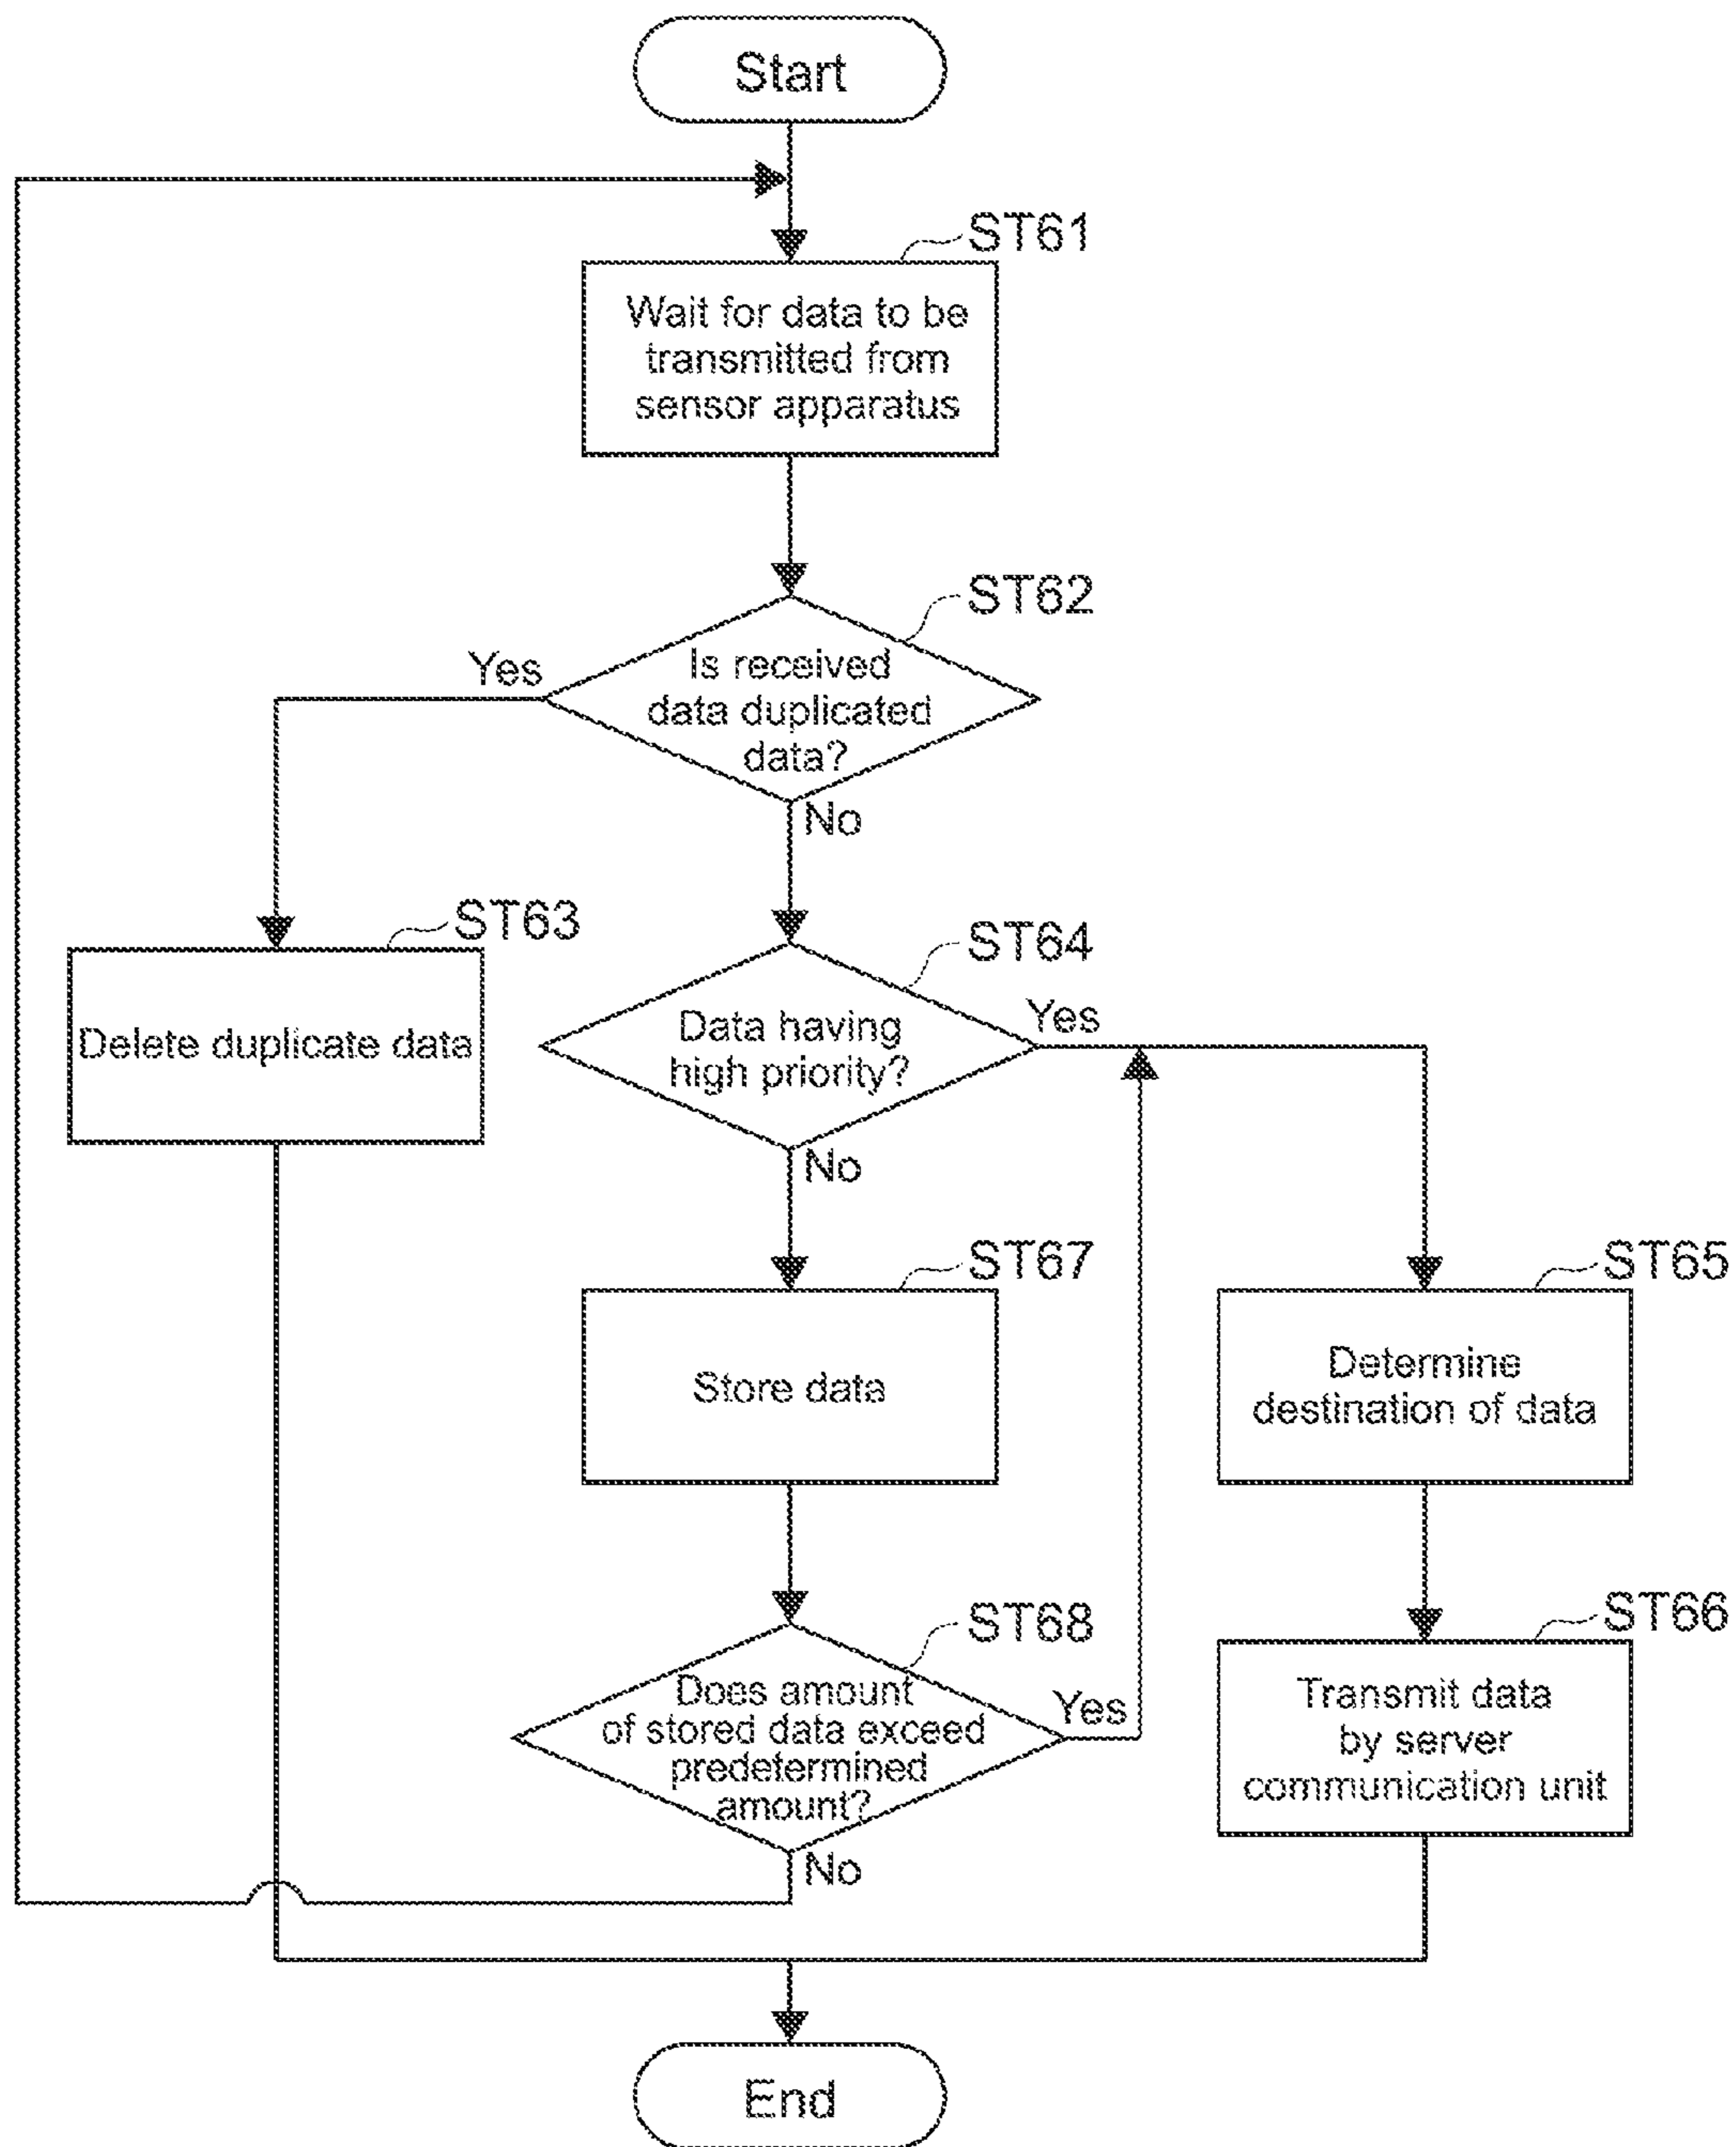 Start
ST61
Wait for data to be
transmitted from
sensor apparatus
ST62
Yes
Is received
data duplicated
data?
No
ST63
Delete duplicate data
ST64
Data having
high priority?
Yes
No
ST67
Store data
ST65
Determine
destination of data
ST68
Does amount
of stored data exceed
predetermined
amount?
Yes
No
ST66
Transmit data
by server
communication unit
End